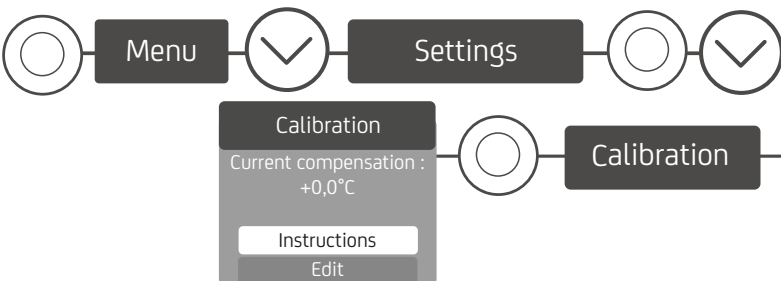 Menu
Settings
Calibration
Current compensation :
+0,0°C
Instructions
Edit
Calibration